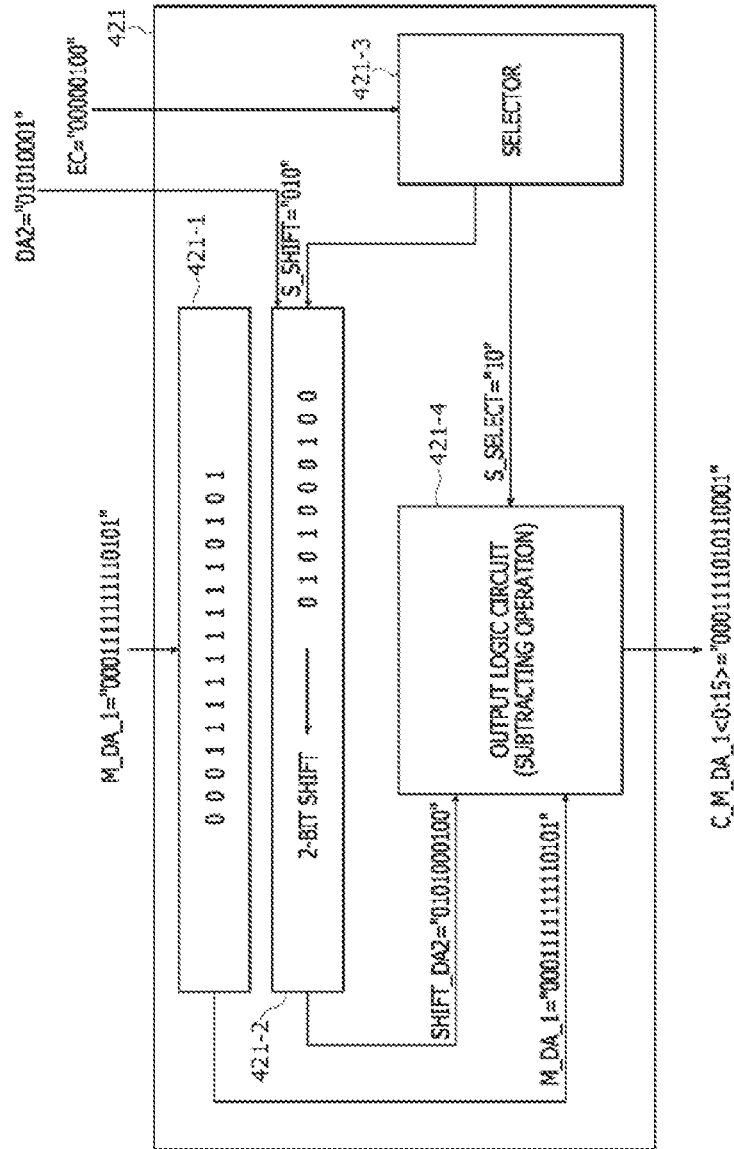 421
M_DA_1="0001111111110101"
DA2="01010001"
EC="00000100"
421-1
0 0 0 1 1 1 1 1 1 1 1 1 0 1 0 1
421-2
2-BIT SHIFT 0 1 0 1 0 0 0 1 0 0
S_SHIFT="010"
421-3
SELECTOR
SHIFT_DA2="0101000100"
M_DA_1="0001111111110101"
421-4
OUTPUT LOGIC CIRCUIT
(SUBTRACTING OPERATION)
S_SELECT="10"
C_M_DA_1<0:15>="0001111010110001"